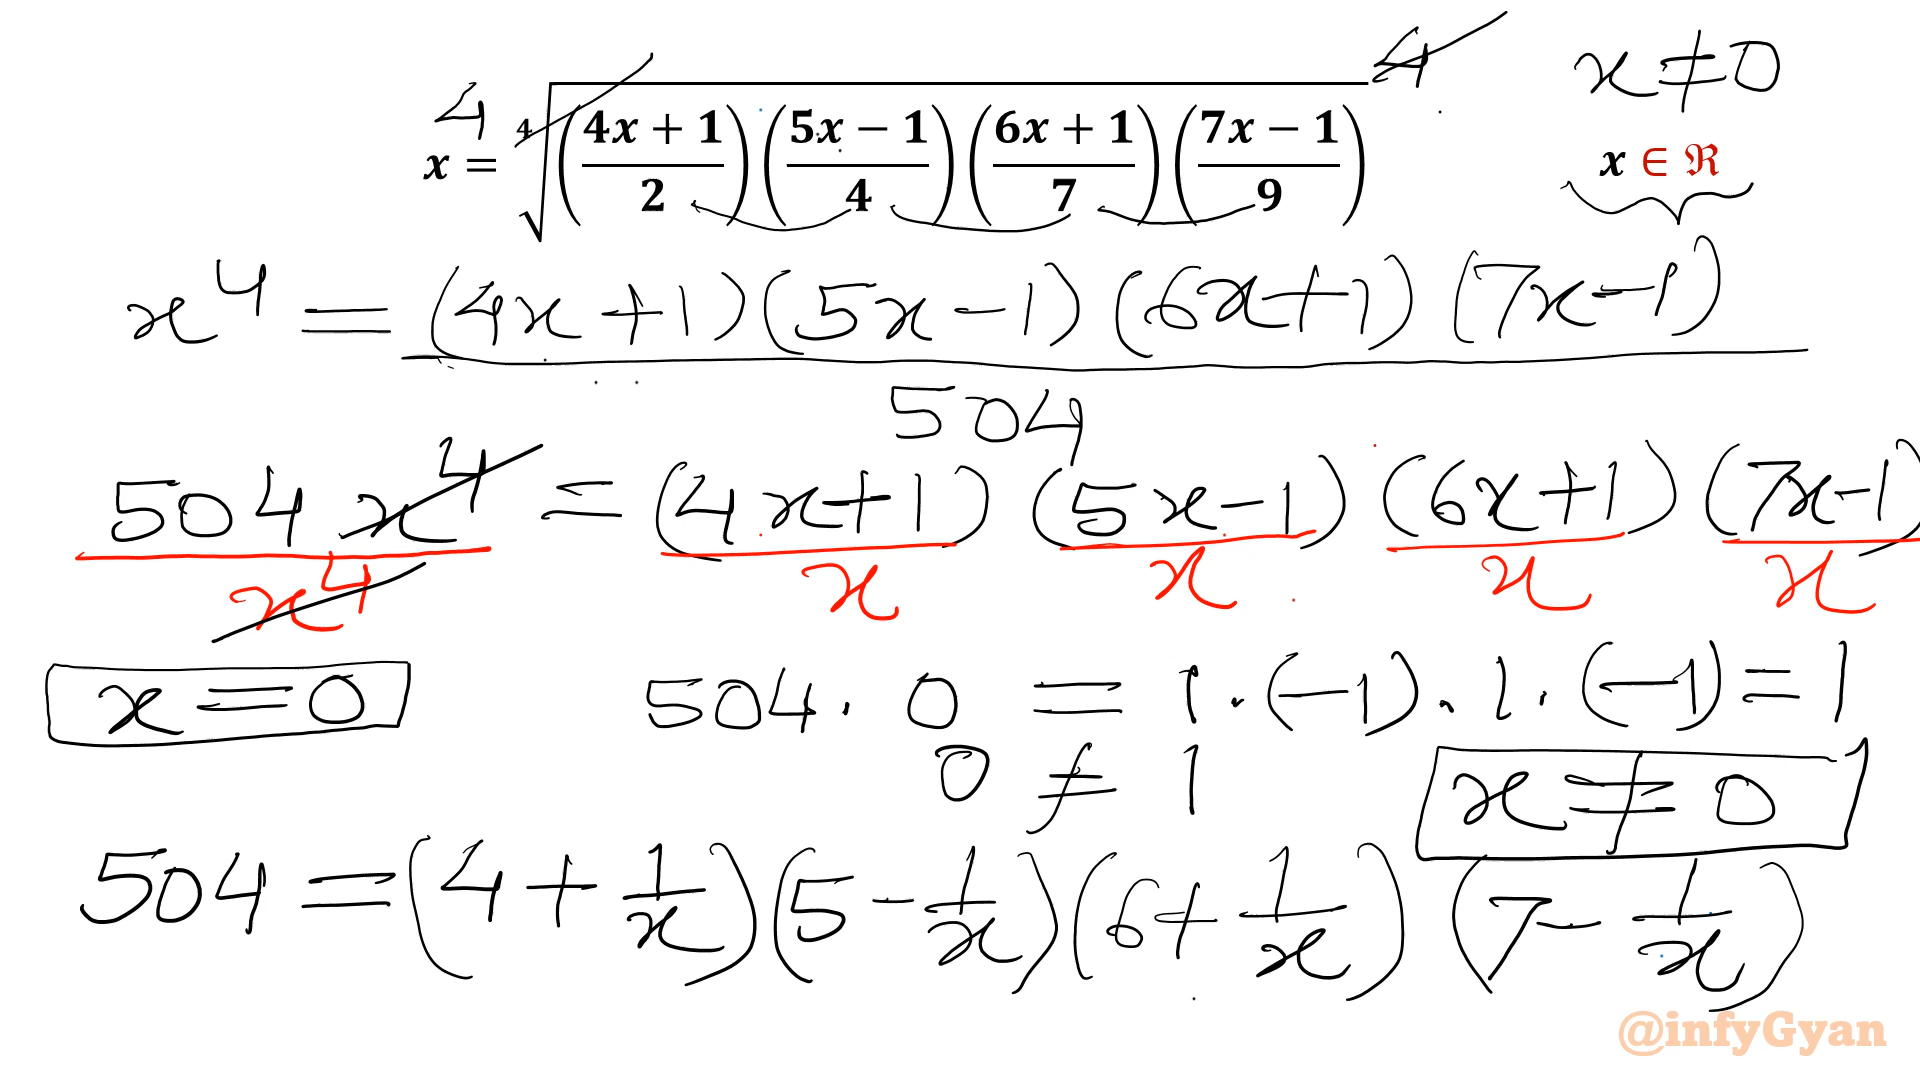 x = ⁴√((4x + 1)/2)((5x − 1)/4)((6x + 1)/7)((7x − 1)/9)
4
4
x ≠ 0
x ∈ ℜ
x⁴ = (4x+1)(5x−1)(6x+1)(7x−1)
504
504 x⁴ = (4x+1) (5x−1) (6x+1) (7x−1)
x⁴ x x x x
x = 0 504 . 0 = 1 . (−1) . 1 . (−1) = 1
0 ≠ 1 x ≠ 0
504 = (4 + 1/x)(5 − 1/x)(6 + 1/x)(7 − 1/x)
@infyGyan